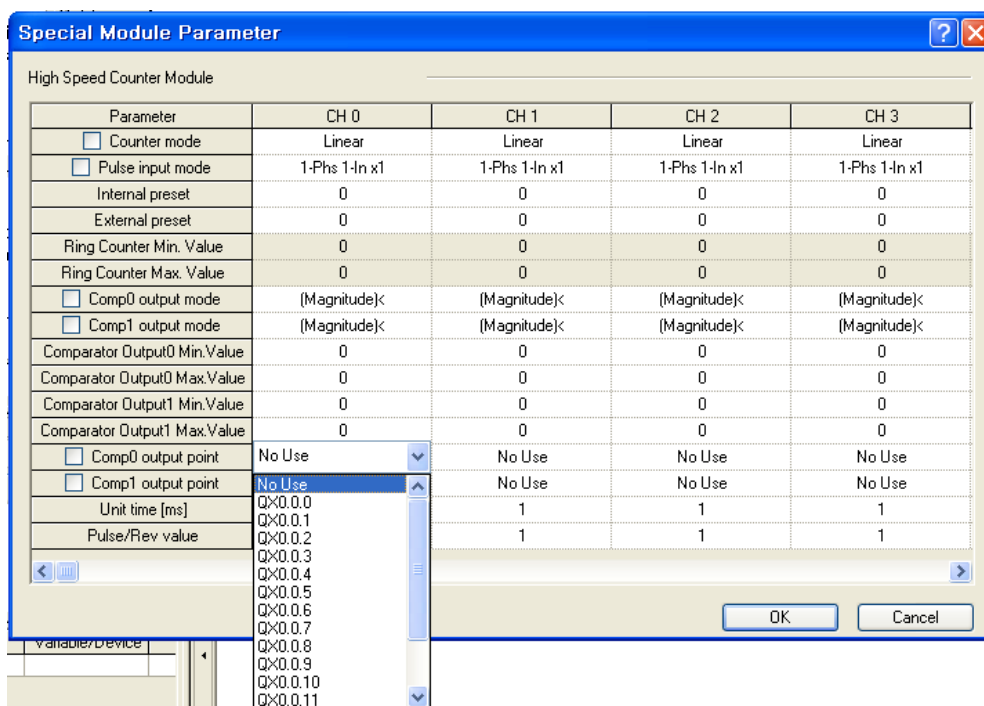 Special Module Parameter
High Speed Counter Module
Parameter CH 0 CH 1 CH 2 CH 3
Counter mode Linear Linear Linear Linear
Pulse input mode 1-Phs 1-In x1 1-Phs 1-In x1 1-Phs 1-In x1 1-Phs 1-In x1
Internal preset 0 0 0 0
External preset 0 0 0 0
Ring Counter Min. Value 0 0 0 0
Ring Counter Max. Value 0 0 0 0
Comp0 output mode (Magnitude)< (Magnitude)< (Magnitude)< (Magnitude)<
Comp1 output mode (Magnitude)< (Magnitude)< (Magnitude)< (Magnitude)<
Comparator Output0 Min.Value 0 0 0 0
Comparator Output0 Max.Value 0 0 0 0
Comparator Output1 Min.Value 0 0 0 0
Comparator Output1 Max.Value 0 0 0 0
Comp0 output point No Use No Use No Use No Use
Comp1 output point No Use No Use No Use No Use
Unit time [ms] 1 1 1
Pulse/Rev value 1 1 1
QX0.0.0
QX0.0.1
QX0.0.2
QX0.0.3
QX0.0.4
QX0.0.5
QX0.0.6
QX0.0.7
QX0.0.8
QX0.0.9
QX0.0.10
QX0.0.11
OK Cancel
Variable/Device